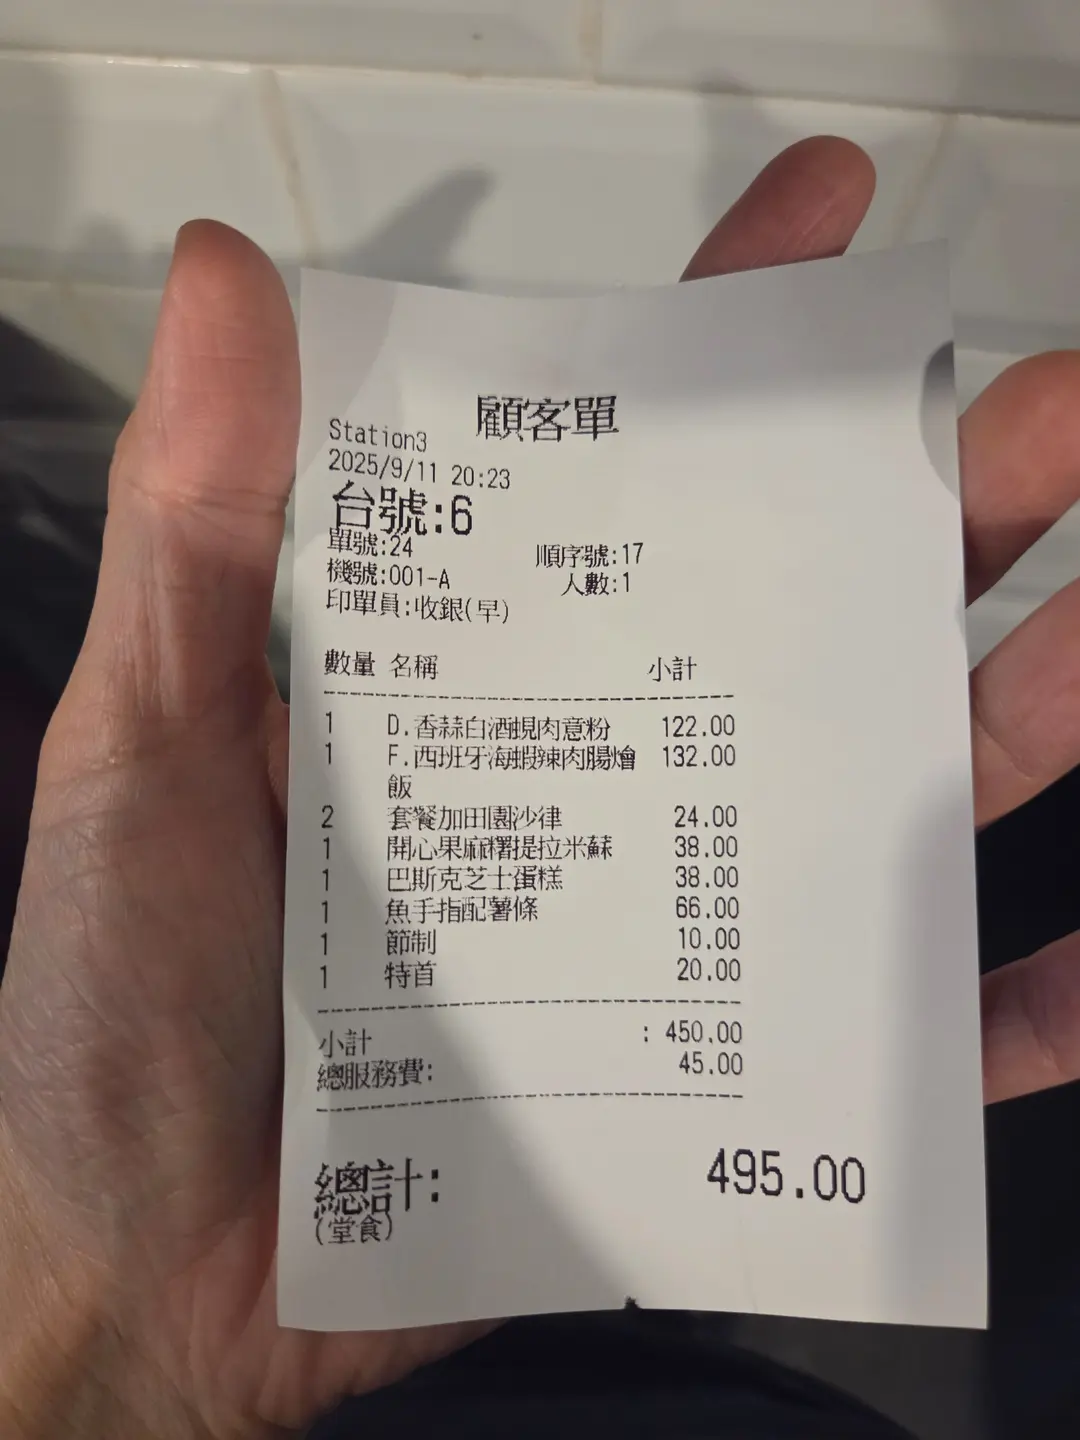 顧客單
Station3
2025/9/11 20:23
台號:6
單號:24 順序號:17
機號:001-A 人數:1
印單員:收銀(早)
數量 名稱 小計
1 D.香蒜白酒蜆肉意粉 122.00
1 F.西班牙海蝦辣肉腸燴 132.00
飯
2 套餐加田園沙律 24.00
1 開心果麻糬提拉米蘇 38.00
1 巴斯克芝士蛋糕 38.00
1 魚手指配薯條 66.00
1 節制 10.00
1 特首 20.00
小計 : 450.00
總服務費: 45.00
總計: 495.00
(堂食)